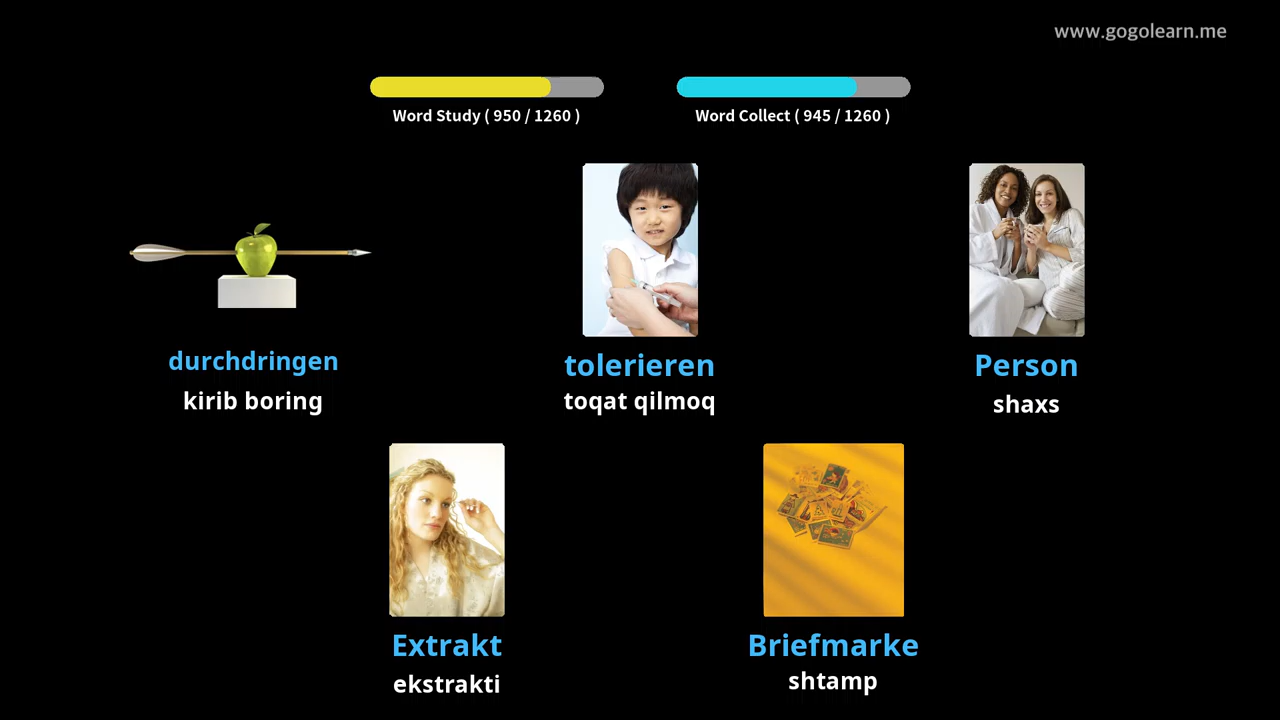 www.gogolearn.me
Word Study ( 950 / 1260 )
Word Collect ( 945 / 1260 )
durchdringen
kirib boring
tolerieren
toqat qilmoq
Person
shaxs
Extrakt
ekstrakti
Briefmarke
shtamp